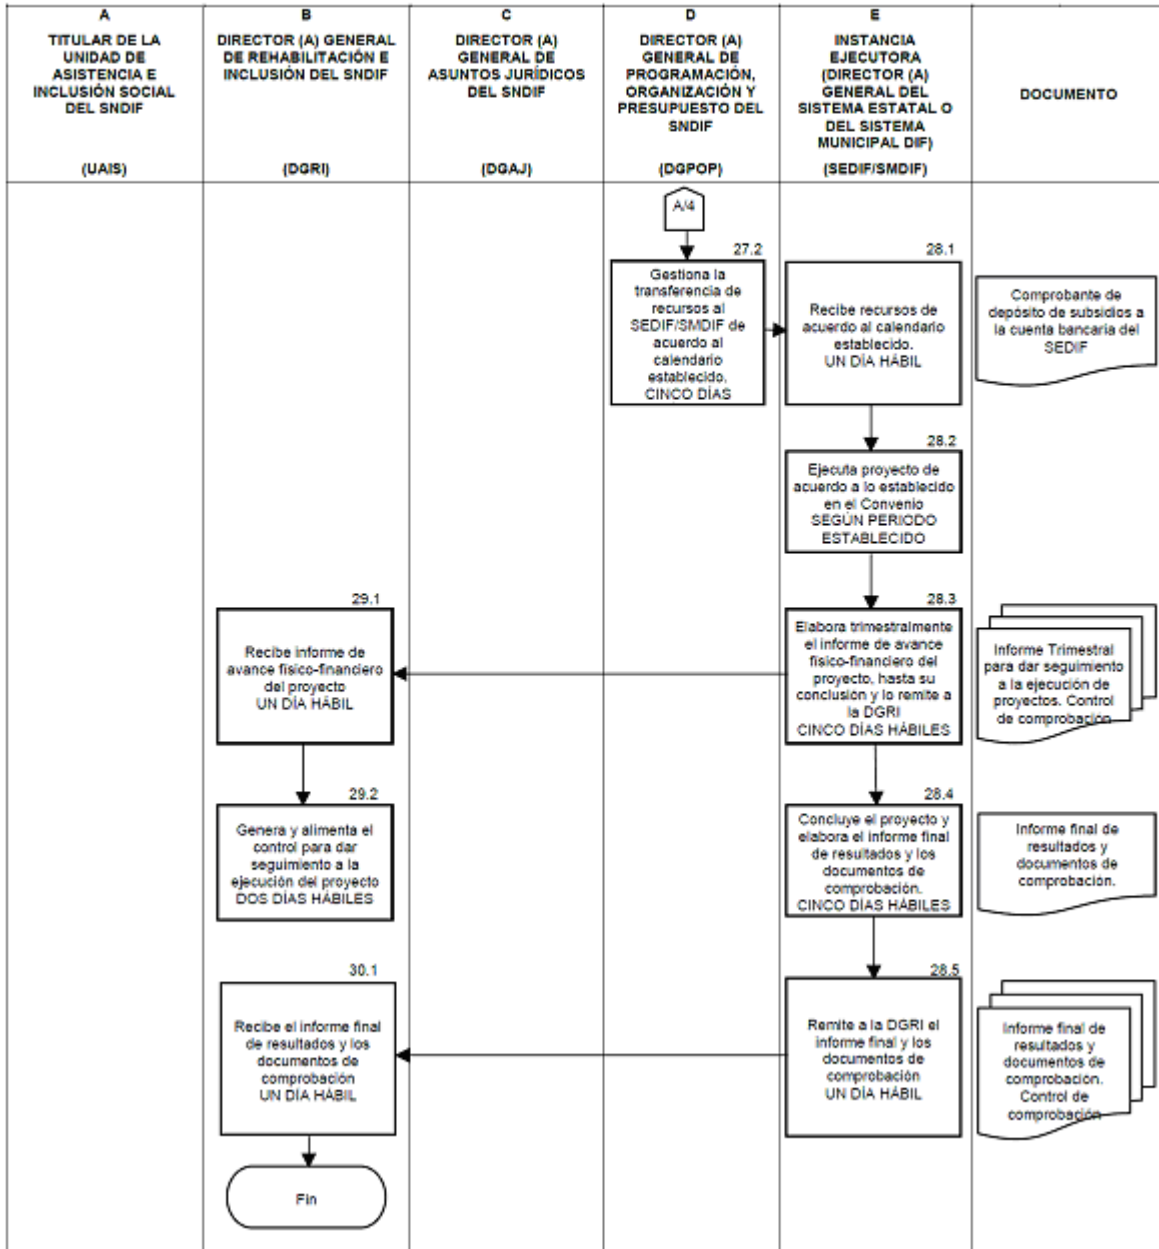 A
TITULAR DE LA
UNIDAD DE
ASISTENCIA E
INCLUSIÓN SOCIAL
DEL SNDIF
(UAIS)
B
DIRECTOR (A) GENERAL
DE REHABILITACIÓN E
INCLUSIÓN DEL SNDIF
(DGRI)
C
DIRECTOR (A)
GENERAL DE
ASUNTOS JURÍDICOS
DEL SNDIF
(DGAJ)
D
DIRECTOR (A)
GENERAL DE
PROGRAMACIÓN,
ORGANIZACIÓN Y
PRESUPUESTO DEL
SNDIF
(DGPOP)
E
INSTANCIA
EJECUTORA
(DIRECTOR (A)
GENERAL DEL
SISTEMA ESTATAL O
DEL SISTEMA
MUNICIPAL DIF)
(SEDIF/SMDIF)
DOCUMENTO
A/4
27.2
Gestiona la
transferencia de
recursos al
SEDIF/SMDIF de
acuerdo al
calendario
establecido.
CINCO DÍAS
28.1
Recibe recursos de
acuerdo al calendario
establecido.
UN DÍA HÁBIL
Comprobante de
depósito de subsidios a
la cuenta bancaria del
SEDIF
28.2
Ejecuta proyecto de
acuerdo a lo establecido
en el Convenio
SEGÚN PERIODO
ESTABLECIDO
29.1
Recibe informe de
avance físico-financiero
del proyecto
UN DÍA HÁBIL
28.3
Elabora trimestralmente
el informe de avance
físico-financiero del
proyecto, hasta su
conclusión y lo remite a
la DGRI
CINCO DÍAS HÁBILES
Informe Trimestral
para dar seguimiento
a la ejecución de
proyectos. Control
de comprobación
29.2
Genera y alimenta el
control para dar
seguimiento a la
ejecución del proyecto
DOS DÍAS HÁBILES
28.4
Concluye el proyecto y
elabora el informe final
de resultados y los
documentos de
comprobación.
CINCO DÍAS HÁBILES
Informe final de
resultados y
documentos de
comprobación.
30.1
Recibe el informe final
de resultados y los
documentos de
comprobación
UN DÍA HÁBIL
28.5
Remite a la DGRI el
informe final y los
documentos de
comprobación
UN DÍA HÁBIL
Informe final de
resultados y
documentos de
comprobación.
Control de
comprobación
Fin